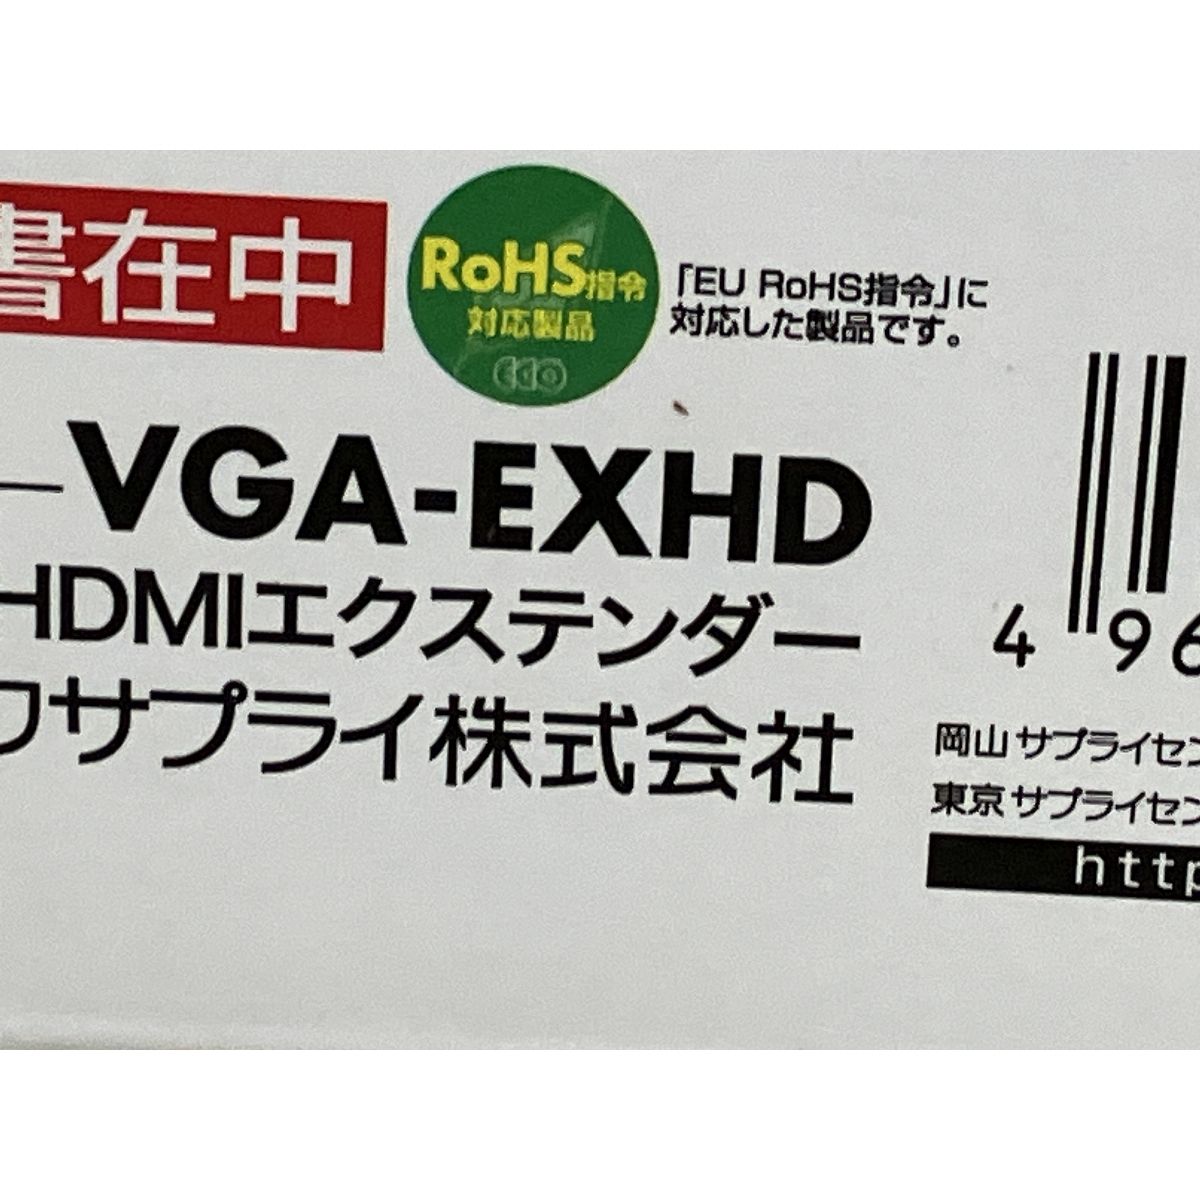 書在中
RoHS指令
対応製品
ECO
「EU RoHS指令」に
対応した製品です。
VGA-EXHD
HDMIエクステンダー
ワサプライ株式会社
496
岡山サプライセン
東京サプライセン
http